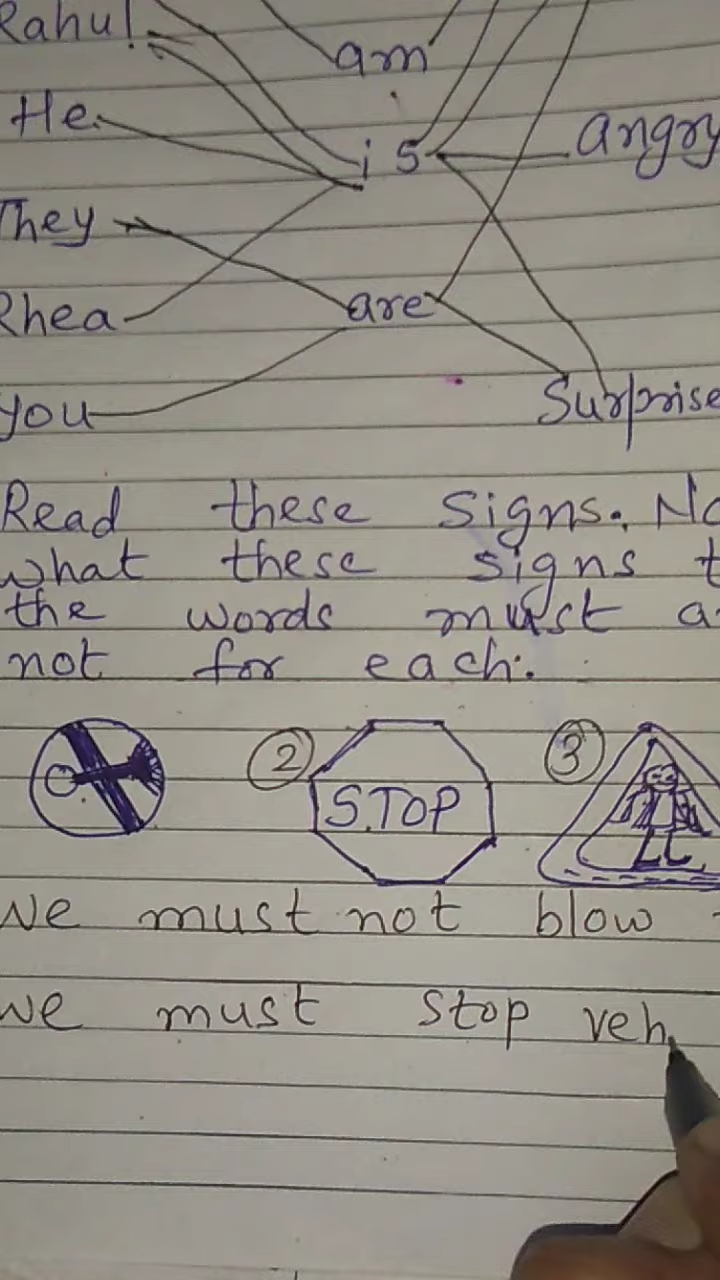 Rahul
am
He
is
angry
They
Rhea
are
you
Surprise
Read these signs.
what these signs
the words must
not for each.
2
STOP
3
we must not blow
we must stop veh